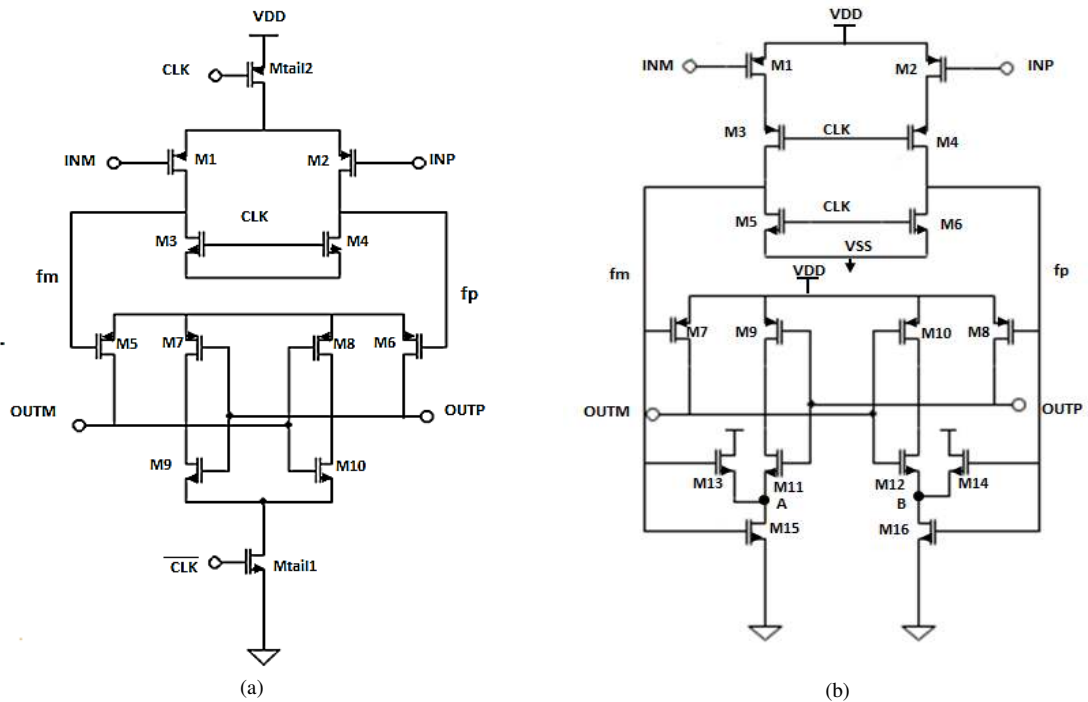 VDD
CLK
Mtail2
INM
M1
M2
INP
CLK
M3
M4
fm
fp
M5
M7
M8
M6
OUTM
OUTP
M9
M10
CLK
Mtail1
(a)
VDD
INM
M1
M2
INP
M3
CLK
M4
M5
CLK
M6
VSS
fm
VDD
fp
M7
M9
M10
M8
OUTM
OUTP
M13
M11
M12
M14
A
B
M15
M16
(b)